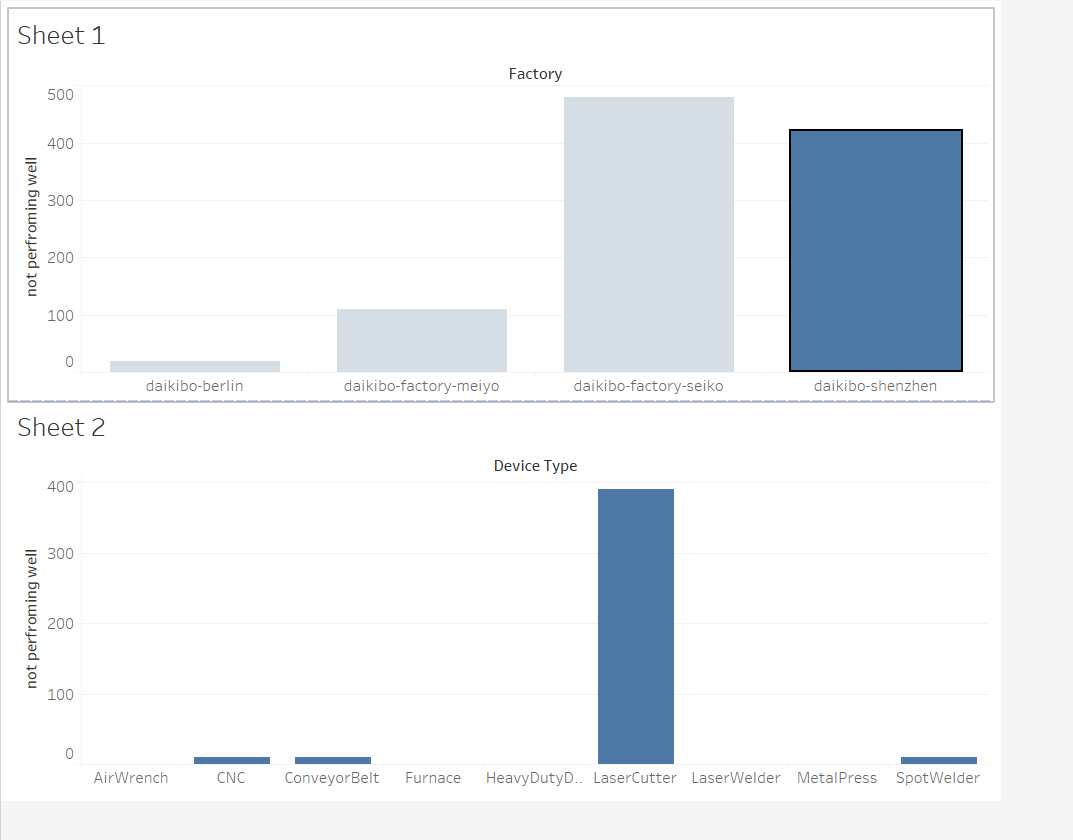 Sheet 1
Factory
not perfroming well
500
400
300
200
100
0
daikibo-berlin daikibo-factory-meiyo daikibo-factory-seiko daikibo-shenzhen
Sheet 2
Device Type
not perfroming well
400
300
200
100
0
AirWrench CNC ConveyorBelt Furnace HeavyDutyD.. LaserCutter LaserWelder MetalPress SpotWelder